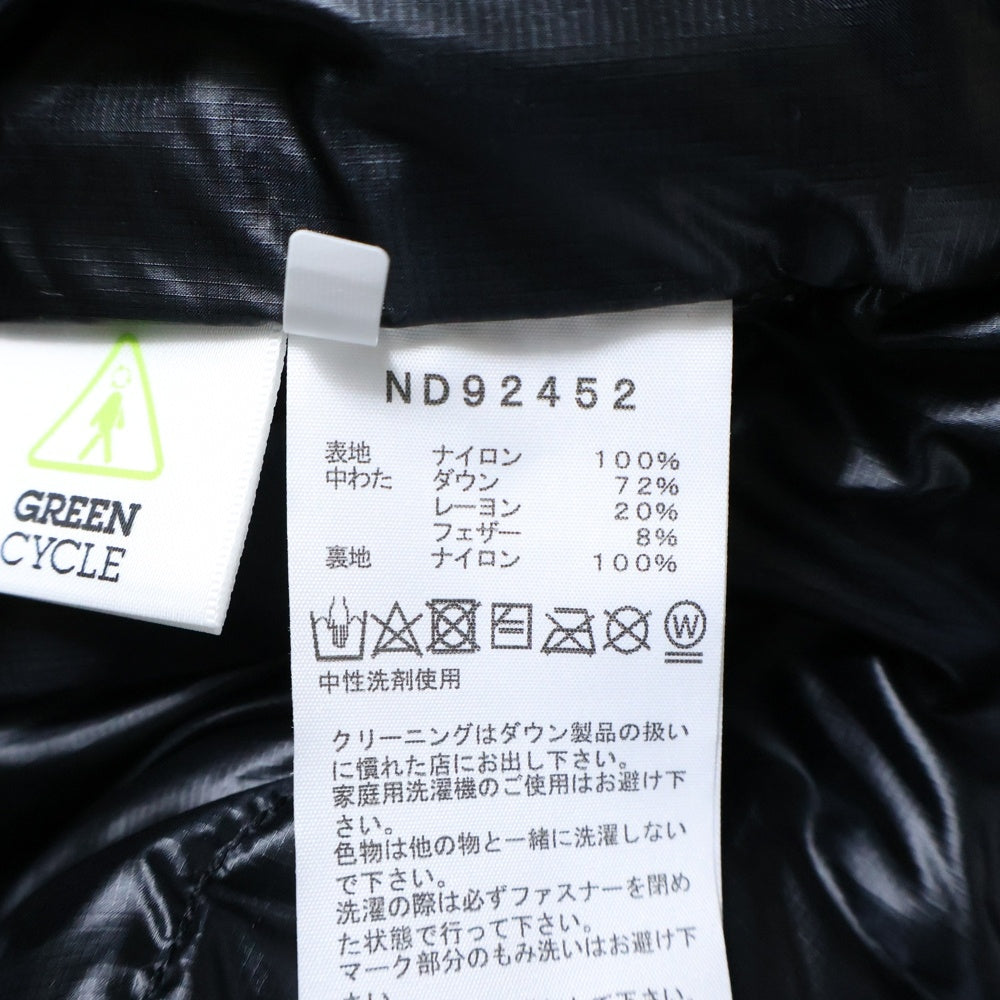 GREEN
CYCLE
ND92452
表地 ナイロン 100%
中わた ダウン 72%
レーヨン 20%
フェザー 8%
裏地 ナイロン 100%
W
中性洗剤使用
クリーニングはダウン製品の扱い
に慣れた店にお出し下さい。
家庭用洗濯機のご使用はお避け下
さい。
色物は他の物と一緒に洗濯しない
で下さい。
洗濯の際は必ずファスナーを閉め
た状態で行って下さい。
マーク部分のもみ洗いはお避け下
さい。